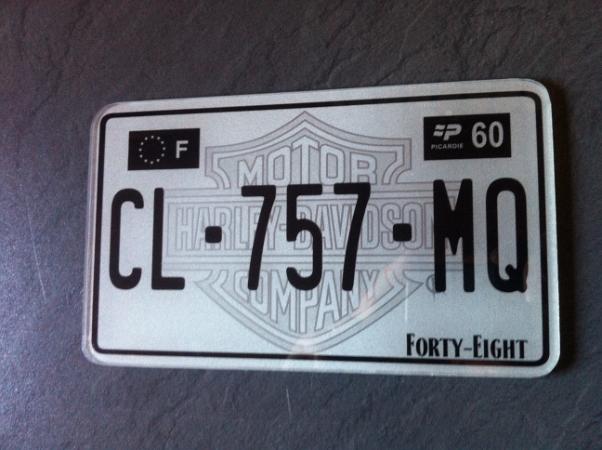 F
PICARDIE 60
MOTOR
HARLEY-DAVIDSON
COMPANY
CL-757-MQ
FORTY-EIGHT